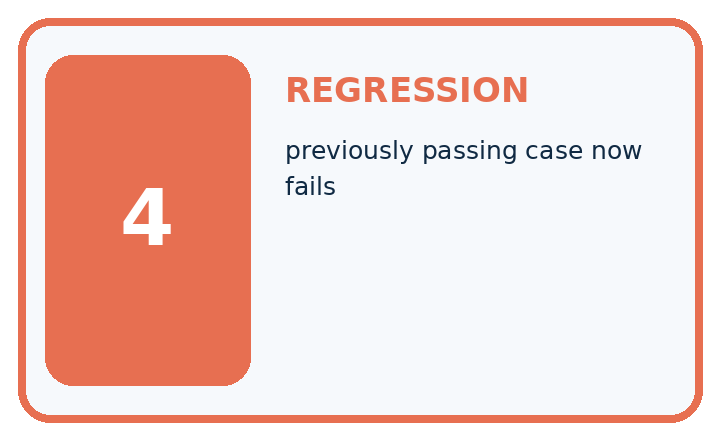 4
REGRESSION
previously passing case now
fails